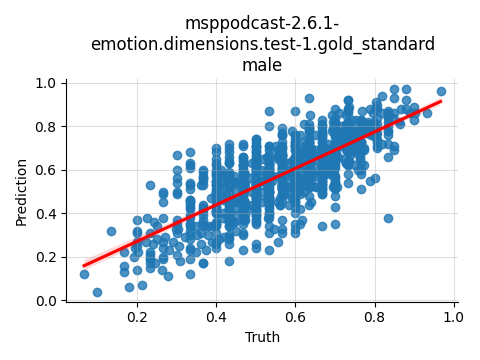 msppodcast-2.6.1-
emotion.dimensions.test-1.gold_standard
male
1.0
0.8
0.6
0.4
0.2
0.0
Prediction
0.2
0.4
0.6
0.8
1.0
Truth